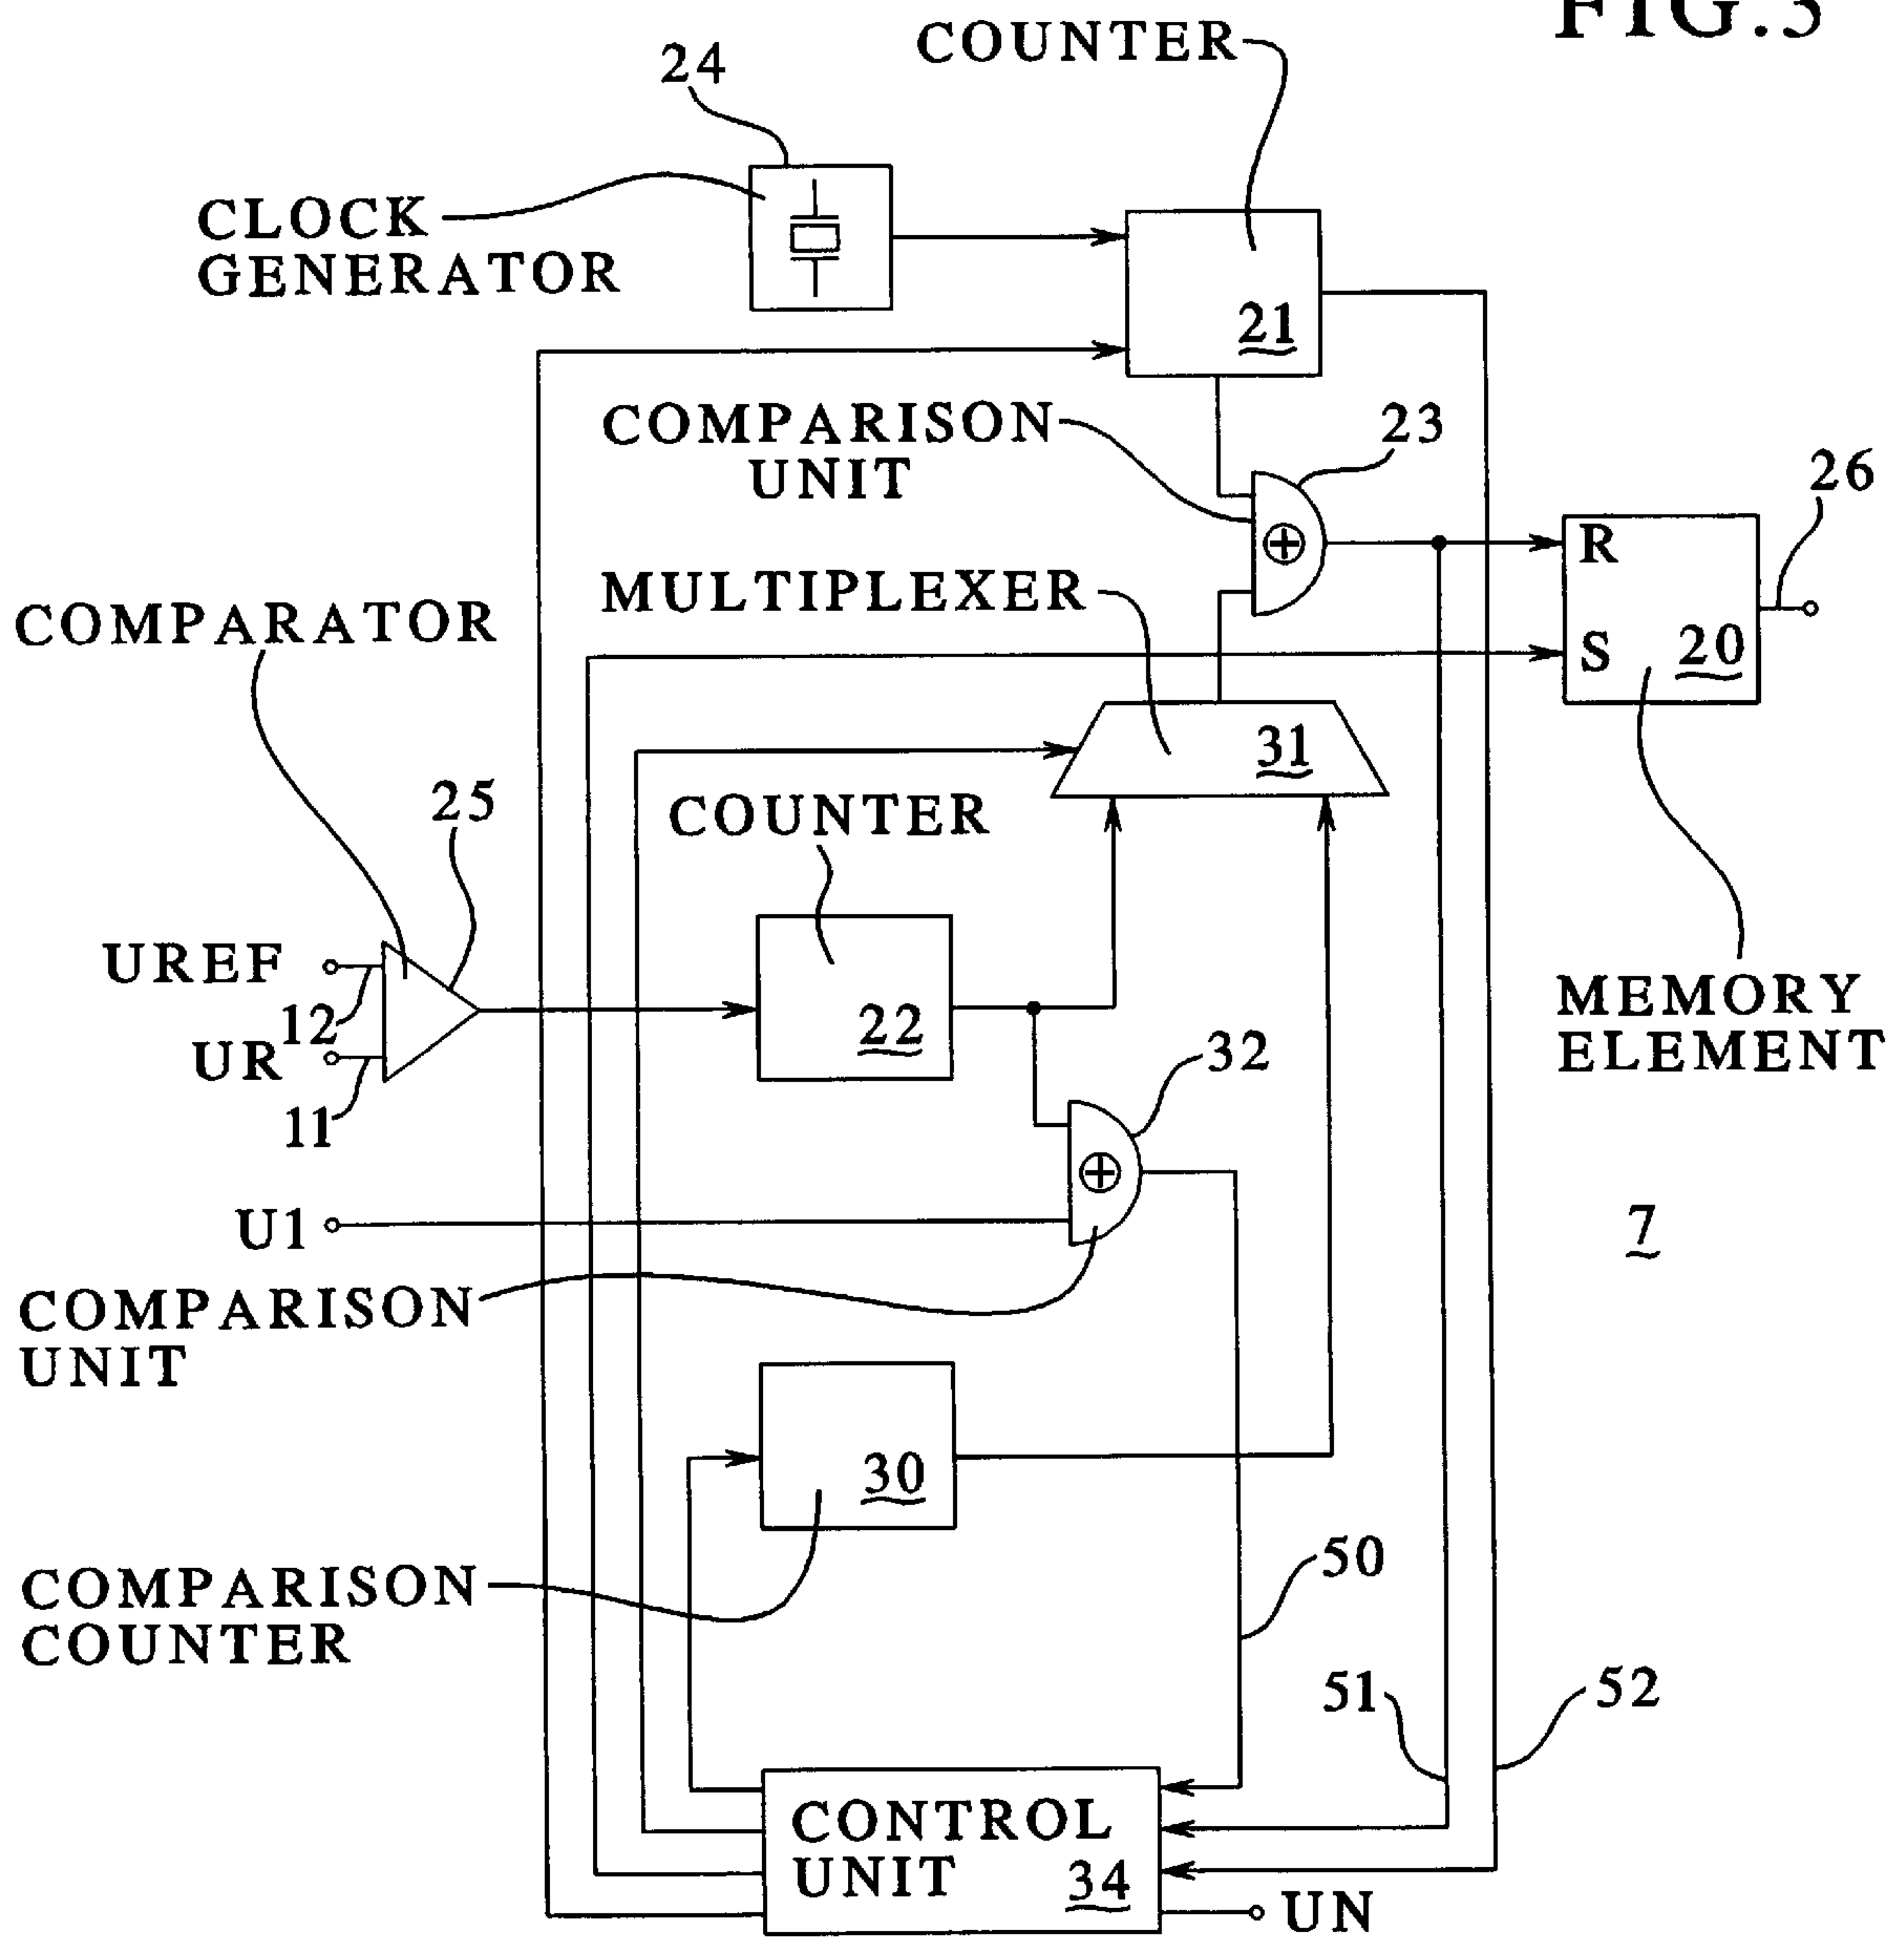 FIG.3
COUNTER
24
CLOCK
GENERATOR
21
COMPARISON
UNIT
23
26
MULTIPLEXER
R
S
20
COMPARATOR
31
25
COUNTER
UREF
12
UR
11
22
MEMORY
ELEMENT
32
U1
7
COMPARISON
UNIT
30
COMPARISON
COUNTER
50
51
52
CONTROL
UNIT
34
UN